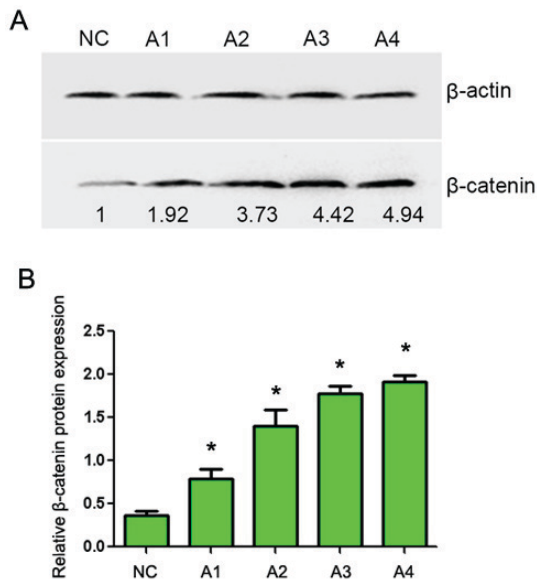 A
NC A1 A2 A3 A4
β-actin
β-catenin
1 1.92 3.73 4.42 4.94
B
Relative β-catenin protein expression
2.5
2.0
1.5
1.0
0.5
0.0
* * * *
NC A1 A2 A3 A4